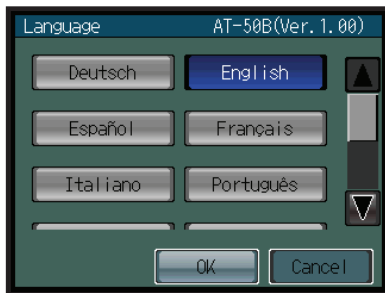 Language AT-50B(Ver.1.00)
Deutsch English
Español Français
Italiano Português
OK Cancel